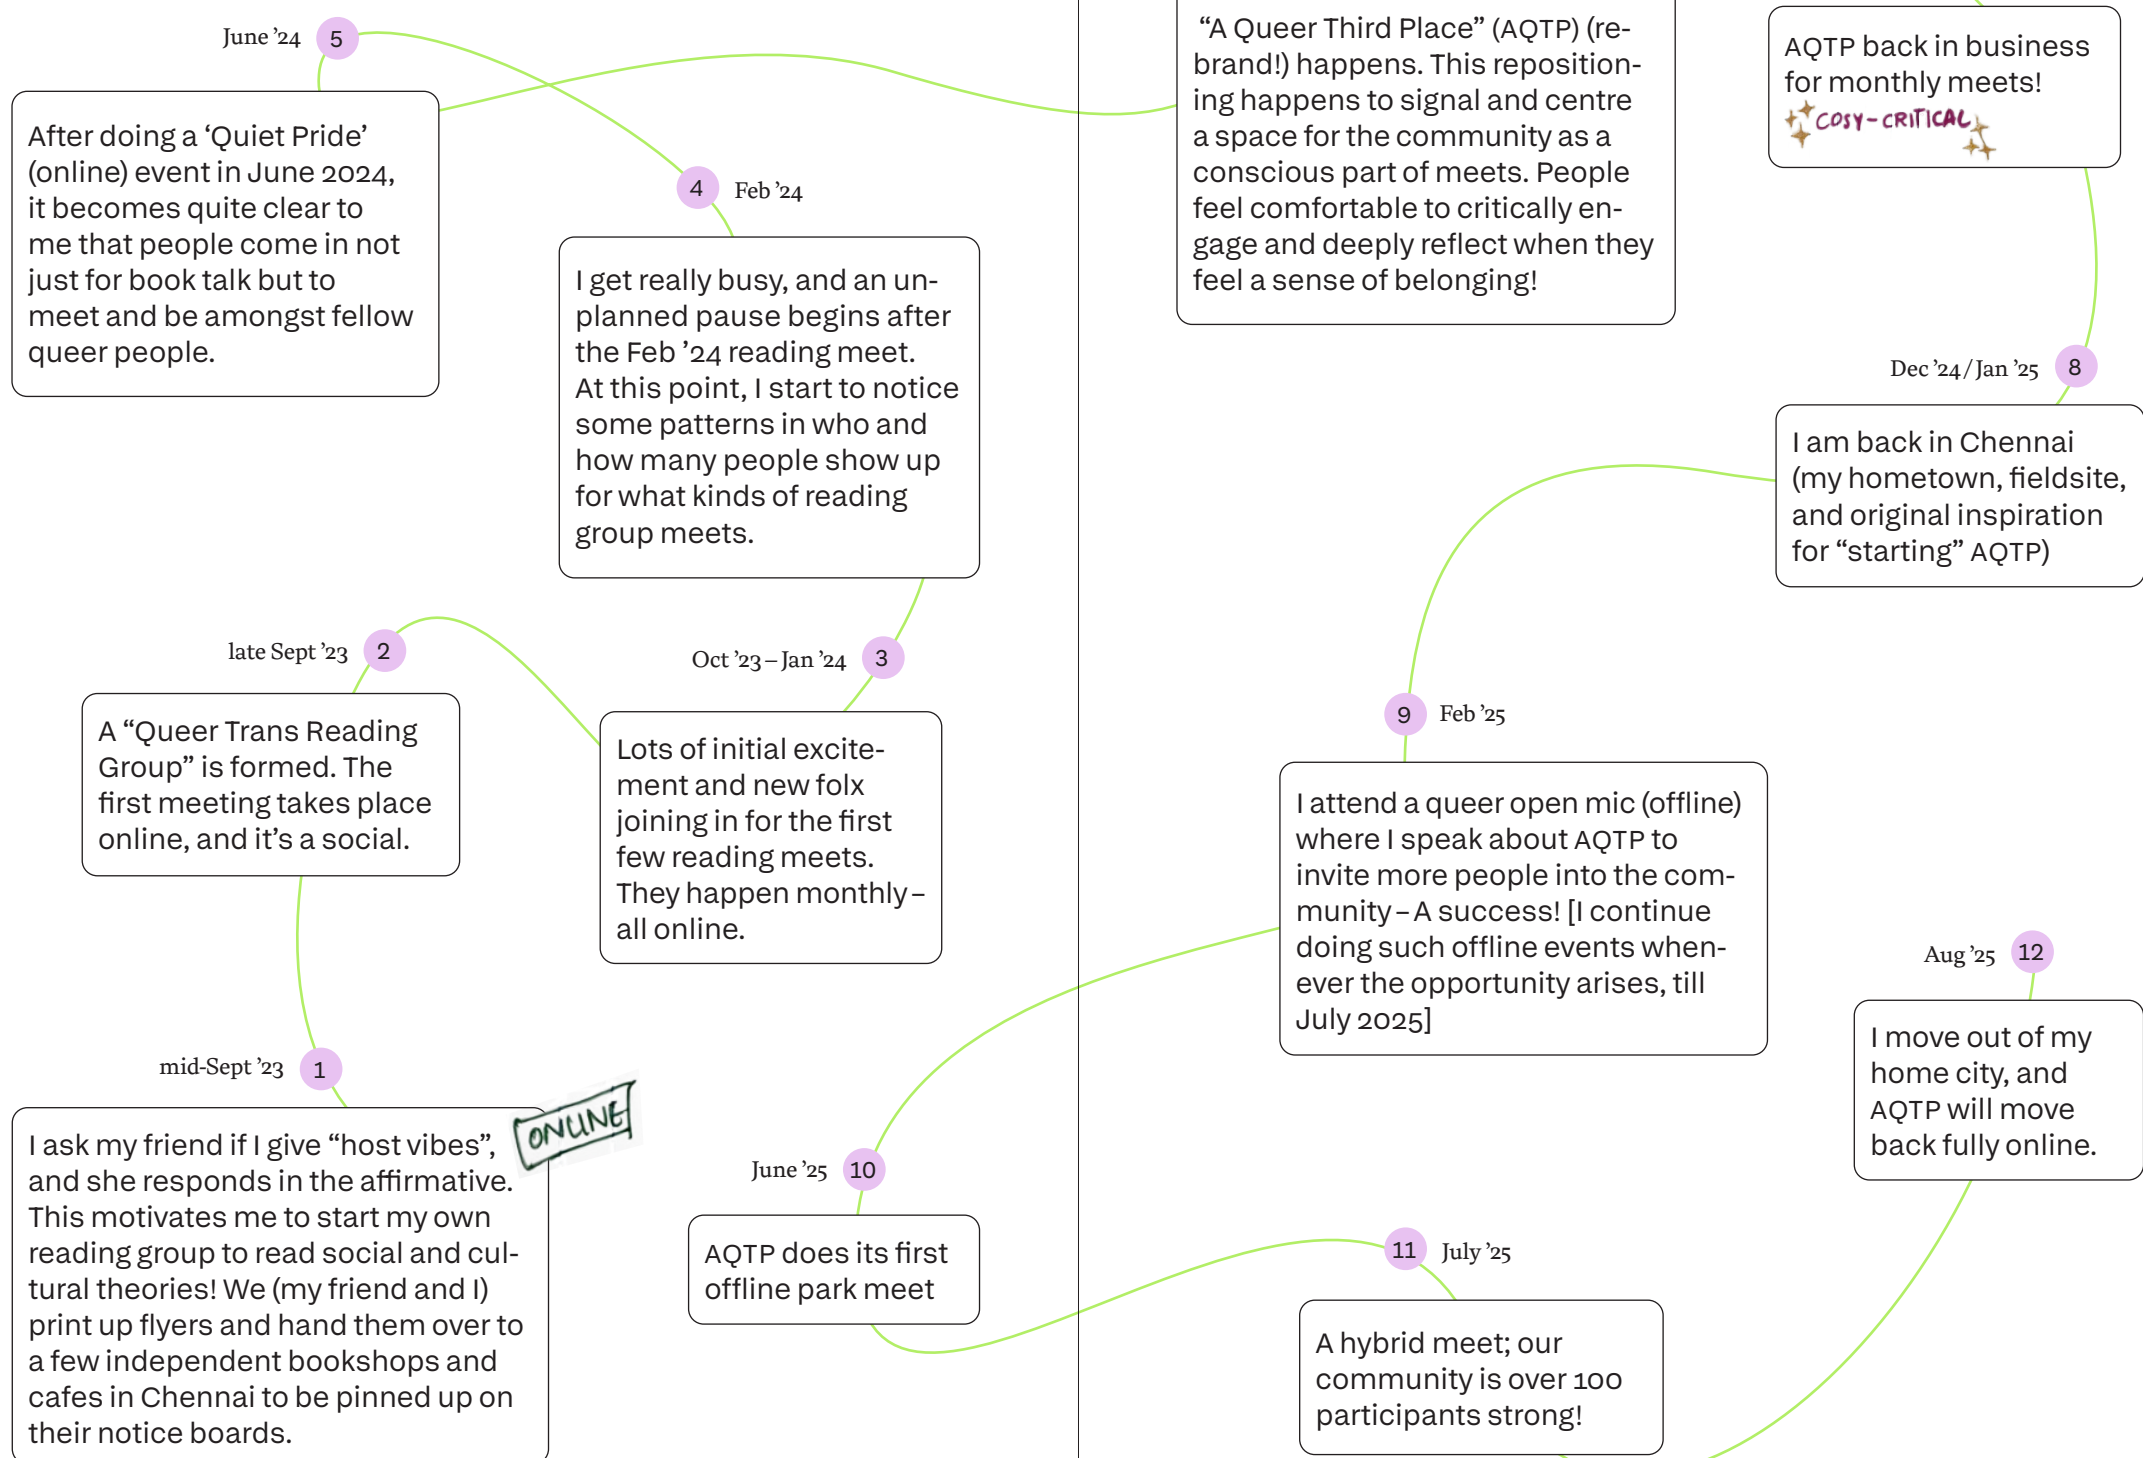 June ’24
5
After doing a ‘Quiet Pride’
(online) event in June 2024,
it becomes quite clear to
me that people come in not
just for book talk but to
meet and be amongst fellow
queer people.
4
Feb ’24
I get really busy, and an un-
planned pause begins after
the Feb ’24 reading meet.
At this point, I start to notice
some patterns in who and
how many people show up
for what kinds of reading
group meets.
late Sept ’23
2
A “Queer Trans Reading
Group” is formed. The
first meeting takes place
online, and it’s a social.
Oct ’23–Jan ’24
3
Lots of initial excite-
ment and new folx
joining in for the first
few reading meets.
They happen monthly–
all online.
mid-Sept ’23
1
ONLINE
I ask my friend if I give “host vibes”,
and she responds in the affirmative.
This motivates me to start my own
reading group to read social and cul-
tural theories! We (my friend and I)
print up flyers and hand them over to
a few independent bookshops and
cafes in Chennai to be pinned up on
their notice boards.
June ’25
10
AQTP does its first
offline park meet
“A Queer Third Place” (AQTP) (re-
brand!) happens. This reposition-
ing happens to signal and centre
a space for the community as a
conscious part of meets. People
feel comfortable to critically en-
gage and deeply reflect when they
feel a sense of belonging!
AQTP back in business
for monthly meets!
COSY-CRITICAL
Dec ’24/Jan ’25
8
I am back in Chennai
(my hometown, fieldsite,
and original inspiration
for “starting” AQTP)
9
Feb ’25
I attend a queer open mic (offline)
where I speak about AQTP to
invite more people into the com-
munity–A success! [I continue
doing such offline events when-
ever the opportunity arises, till
July 2025]
11
July ’25
A hybrid meet; our
community is over 100
participants strong!
Aug ’25
12
I move out of my
home city, and
AQTP will move
back fully online.